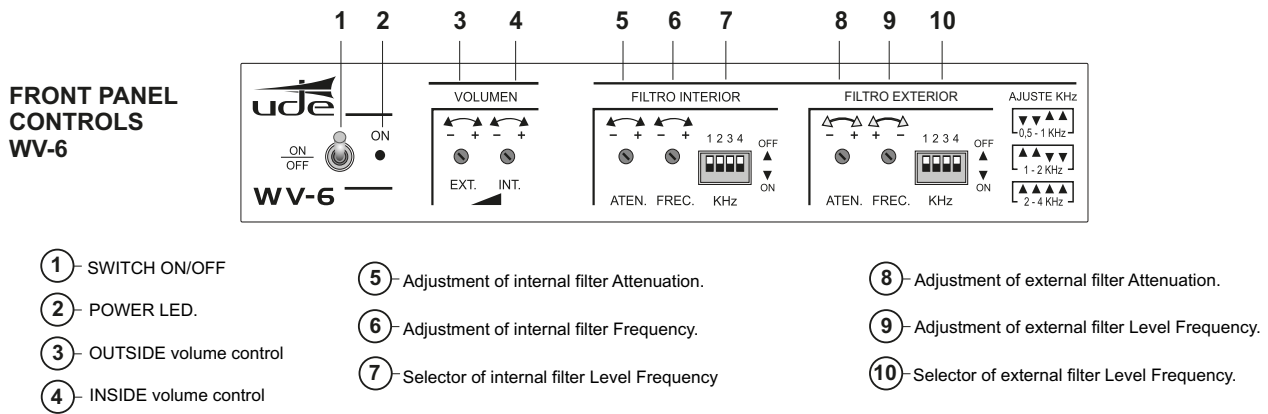 1 2 3 4 5 6 7 8 9 10
FRONT PANEL
CONTROLS
WV-6
ude
ON
OFF
ON
WV-6
VOLUMEN
- + - +
EXT. INT.
FILTRO INTERIOR
- + - +
1 2 3 4
OFF
ON
ATEN. FREC. KHz
FILTRO EXTERIOR
- + + -
1 2 3 4
OFF
ON
ATEN. FREC. KHz
AJUSTE KHz
0,5 - 1 KHz
1 - 2 KHz
2 - 4 KHz
1 SWITCH ON/OFF
2 POWER LED.
3 OUTSIDE volume control
4 INSIDE volume control
5 Adjustment of internal filter Attenuation.
6 Adjustment of internal filter Frequency.
7 Selector of internal filter Level Frequency
8 Adjustment of external filter Attenuation.
9 Adjustment of external filter Level Frequency.
10 Selector of external filter Level Frequency.